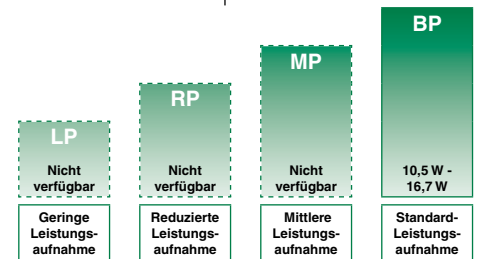 BP
MP
RP
LP
Nicht
verfügbar
Nicht
verfügbar
Nicht
verfügbar
10,5 W -
16,7 W
Geringe
Leistungs-
aufnahme
Reduzierte
Leistungs-
aufnahme
Mittlere
Leistungs-
aufnahme
Standard-
Leistungs-
aufnahme